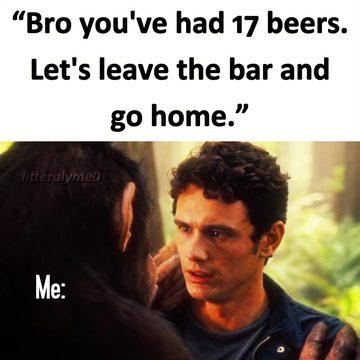 “Bro you've had 17 beers.
Let's leave the bar and
go home.”
litteralyme0
Me: